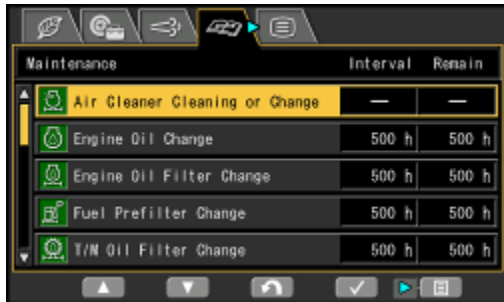 Maintenance Interval Remain
Air Cleaner Cleaning or Change — —
Engine Oil Change 500 h 500 h
Engine Oil Filter Change 500 h 500 h
Fuel Prefilter Change 500 h 500 h
T/M Oil Filter Change 500 h 500 h